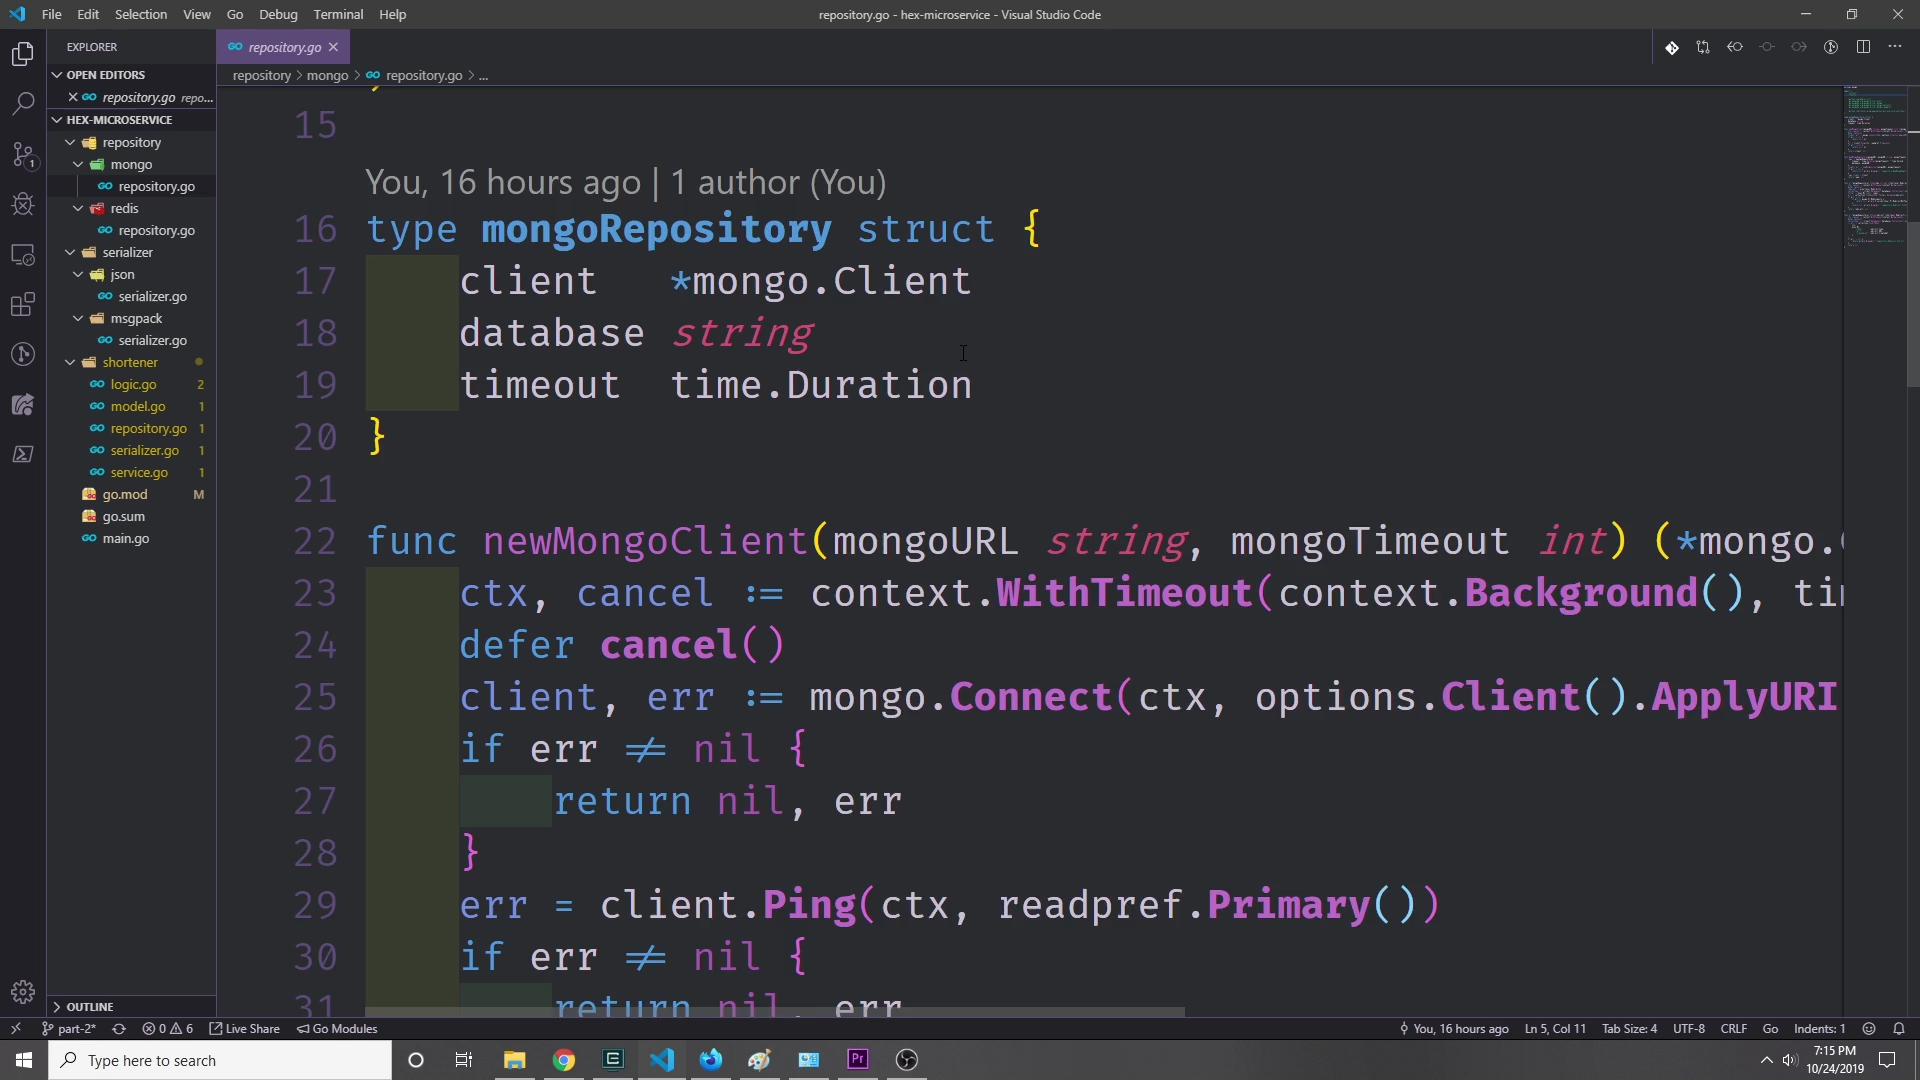 File Edit Selection View Go Debug Terminal Help
repository.go - hex-microservice - Visual Studio Code
EXPLORER
repository.go
OPEN EDITORS
repository.go repo...
HEX-MICROSERVICE
repository
mongo
repository.go
redis
repository.go
serializer
json
serializer.go
msgpack
serializer.go
shortener
logic.go 2
model.go 1
repository.go 1
serializer.go 1
service.go 1
go.mod M
go.sum
main.go
OUTLINE
repository > mongo > repository.go > ...
15
You, 16 hours ago | 1 author (You)
16 type mongoRepository struct {
17 client *mongo.Client
18 database string
19 timeout time.Duration
20 }
21
22 func newMongoClient(mongoURL string, mongoTimeout int) (*mongo.
23 ctx, cancel := context.WithTimeout(context.Background(), ti
24 defer cancel()
25 client, err := mongo.Connect(ctx, options.Client().ApplyURI
26 if err != nil {
27 return nil, err
28 }
29 err = client.Ping(ctx, readpref.Primary())
30 if err != nil {
31 return nil, err
part-2* 0 6 Live Share Go Modules
You, 16 hours ago Ln 5, Col 11 Tab Size: 4 UTF-8 CRLF Go Indents: 1
Type here to search
Pr
7:15 PM
10/24/2019